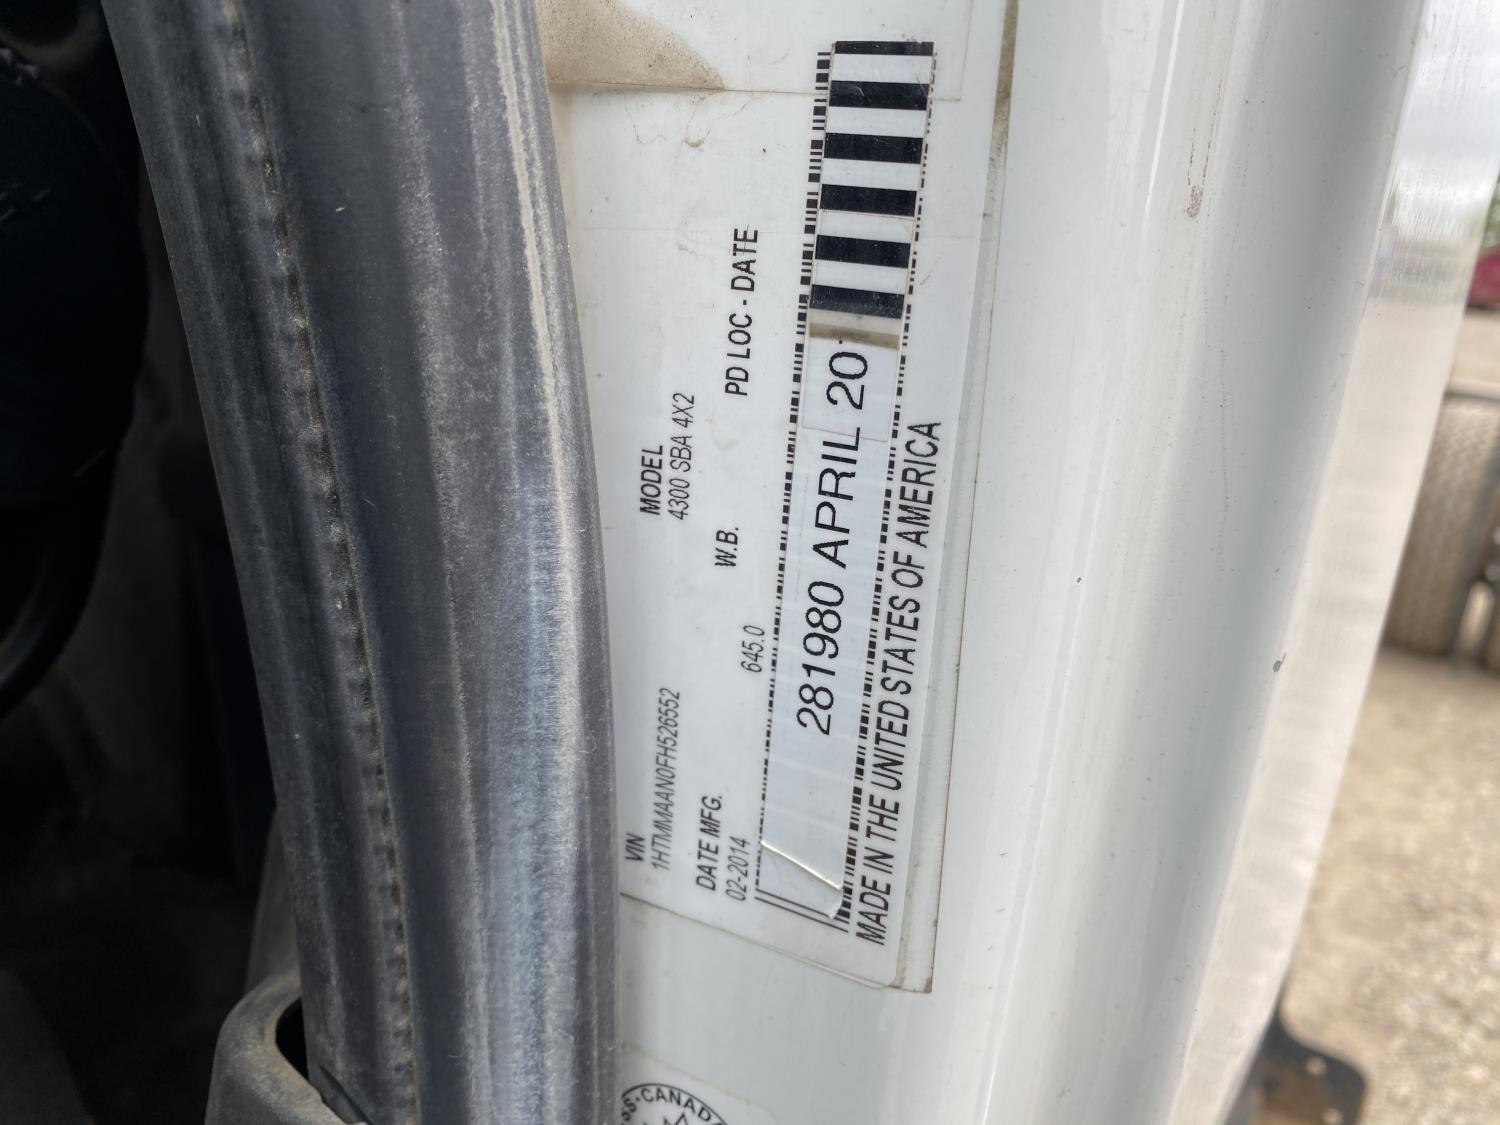 VIN
1HTMMAAN0FH526552
MODEL
4300 SBA 4X2
DATE MFG.
02-2014
W.B.
645.0
PD LOC - DATE
281980 APRIL 20
MADE IN THE UNITED STATES OF AMERICA
CANAD